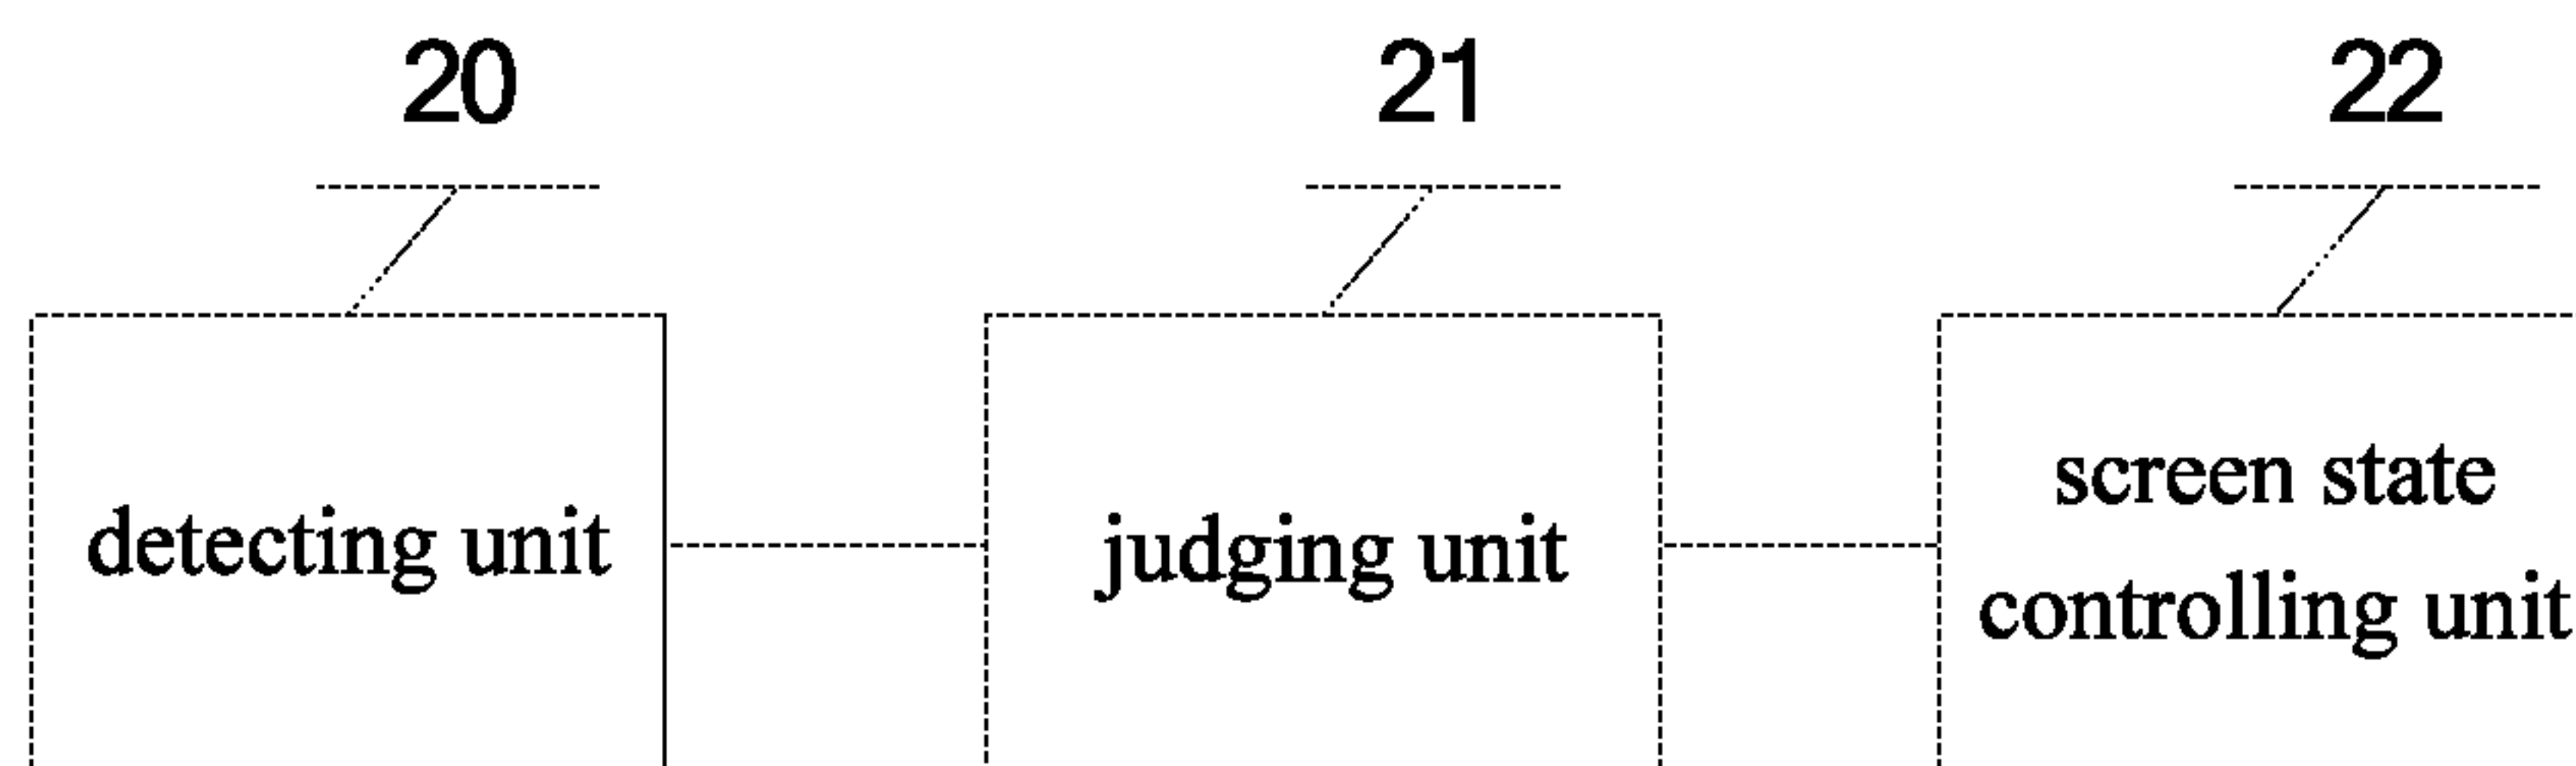 20
21
22
detecting unit
judging unit
screen state
controlling unit